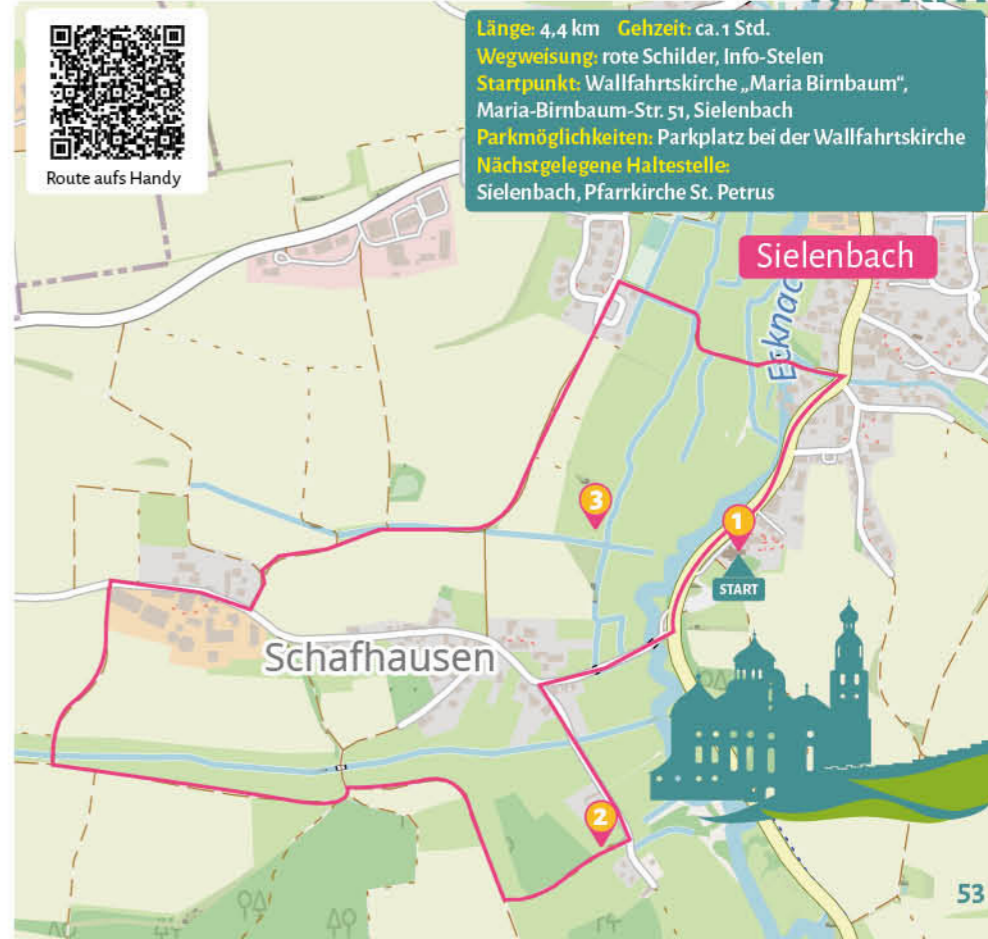 Länge: 4,4 km Gehzeit: ca. 1 Std.
Wegweisung: rote Schilder, Info-Stelen
Startpunkt: Wallfahrtskirche „Maria Birnbaum“,
Maria-Birnbaum-Str. 51, Sielenbach
Parkmöglichkeiten: Parkplatz bei der Wallfahrtskirche
Nächstgelegene Haltestelle:
Sielenbach, Pfarrkirche St. Petrus
Route aufs Handy
Sielenbach
3
1
START
Schafhausen
2
53